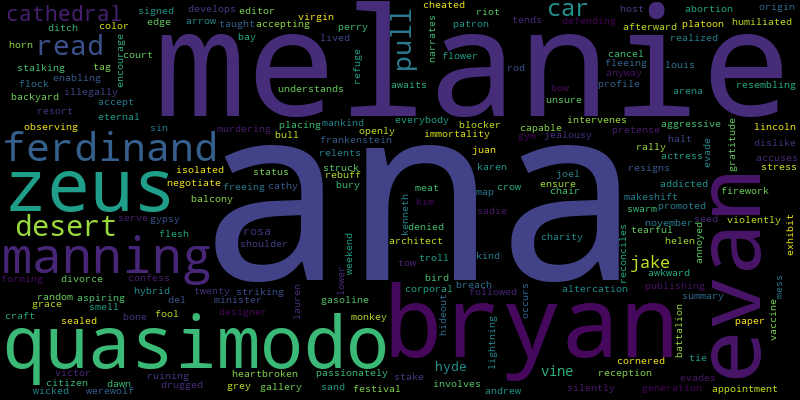 cathedral
signed
develops
editor
virgin
cheated
riot
abortion
origin
ditch
color
edge
arrow
taught
accepting
perry
patron
tends
car
host
defending
afterward
platoon
humiliated
horn
read
court
encourage
bay
lived
refuge
pull
narrates
flower
realized
stalking
tag
melanie
understands
awaits
rod
cancel
fleeing
louis
flock
enabling
illegally
anyway
profile
resembling
backyard
accept
bow
unsure
arena
resort
eternal
placing
mankind
everybody
blocker
intervenes
aggressive
lincoln
observing
sin
murdering
bull
openly
immortality
capable
pretense
gratitude
dislike
frankenstein
gym
jealousy
rally
halt
evade
ferdinand
relents
juan
actress
accuses
isolated
status
struck
rebuff
karen
joel
resigns
stress
zeus
negotiate
freeing
cathy
bury
meat
map
crow
ensure
chair
addicted
firework
balcony
kim
makeshift
swarm
promoted
desert
serve
gypsy
ana
kenneth
sadie
november
seed
violently
flesh
rosa
shoulder
denied
charity
tearful
annoyed
exhibit
manning
weekend
architect
kind
reconciles
helen
evan
tow
troll
jake
awkward
forming
divorce
confess
lower
bird
breach
altercation
publishing
mess
random
aspiring
hybrid
del
twenty
striking
lauren
gasoline
corporal
followed
occurs
summary
vaccine
grace
smell
minister
hideout
craft
sealed
bone
fool
designer
monkey
bryan
lightning
battalion
paper
quasimodo
tie
cornered
victor
ruining
heartbroken
passionately
hyde
vine
reception
evades
citizen
dawn
grey
gallery
sand
stake
involves
wicked
werewolf
drugged
festival
andrew
silently
generation
appointment